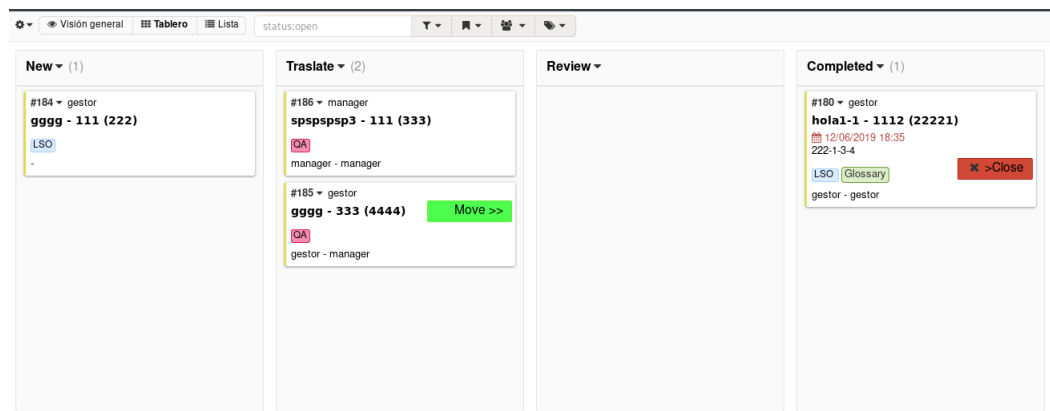 Visión general Tablero Lista status:open
New (1)
#184 gestor
gggg - 111 (222)
LSO
-
Traslate (2)
#186 manager
spspspsp3 - 111 (333)
QA
manager - manager
#185 gestor
gggg - 333 (4444)
Move >>
QA
gestor - manager
Review
Completed (1)
#180 gestor
hola1-1 - 1112 (22221)
12/06/2019 18:35
222-1-3-4
>Close
LSO Glossary
gestor - gestor